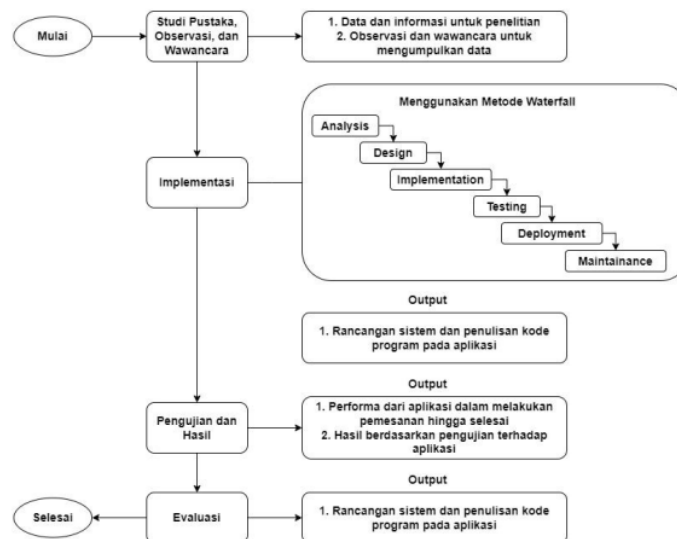 Mulai
Studi Pustaka,
Observasi, dan
Wawancara
1. Data dan informasi untuk penelitian
2. Observasi dan wawancara untuk
mengumpulkan data
Implementasi
Menggunakan Metode Waterfall
Analysis
Design
Implementation
Testing
Deployment
Maintainance
Output
1. Rancangan sistem dan penulisan kode
program pada aplikasi
Pengujian dan
Hasil
Output
1. Performa dari aplikasi dalam melakukan
pemesanan hingga selesai
2. Hasil berdasarkan pengujian terhadap
aplikasi
Selesai
Evaluasi
Output
1. Rancangan sistem dan penulisan kode
program pada aplikasi